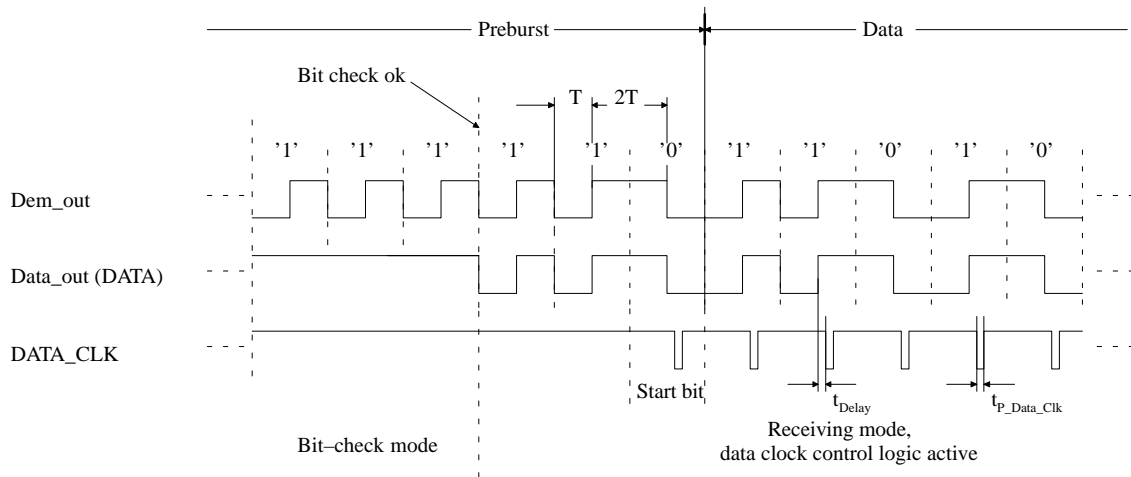 Preburst Data
Bit check ok
T 2T
'1' '1' '1' '1' '1' '0' '1' '1' '0' '1' '0'
Dem_out
Data_out (DATA)
DATA_CLK
Start bit
tDelay tP_Data_Clk
Bit–check mode
Receiving mode,
data clock control logic active